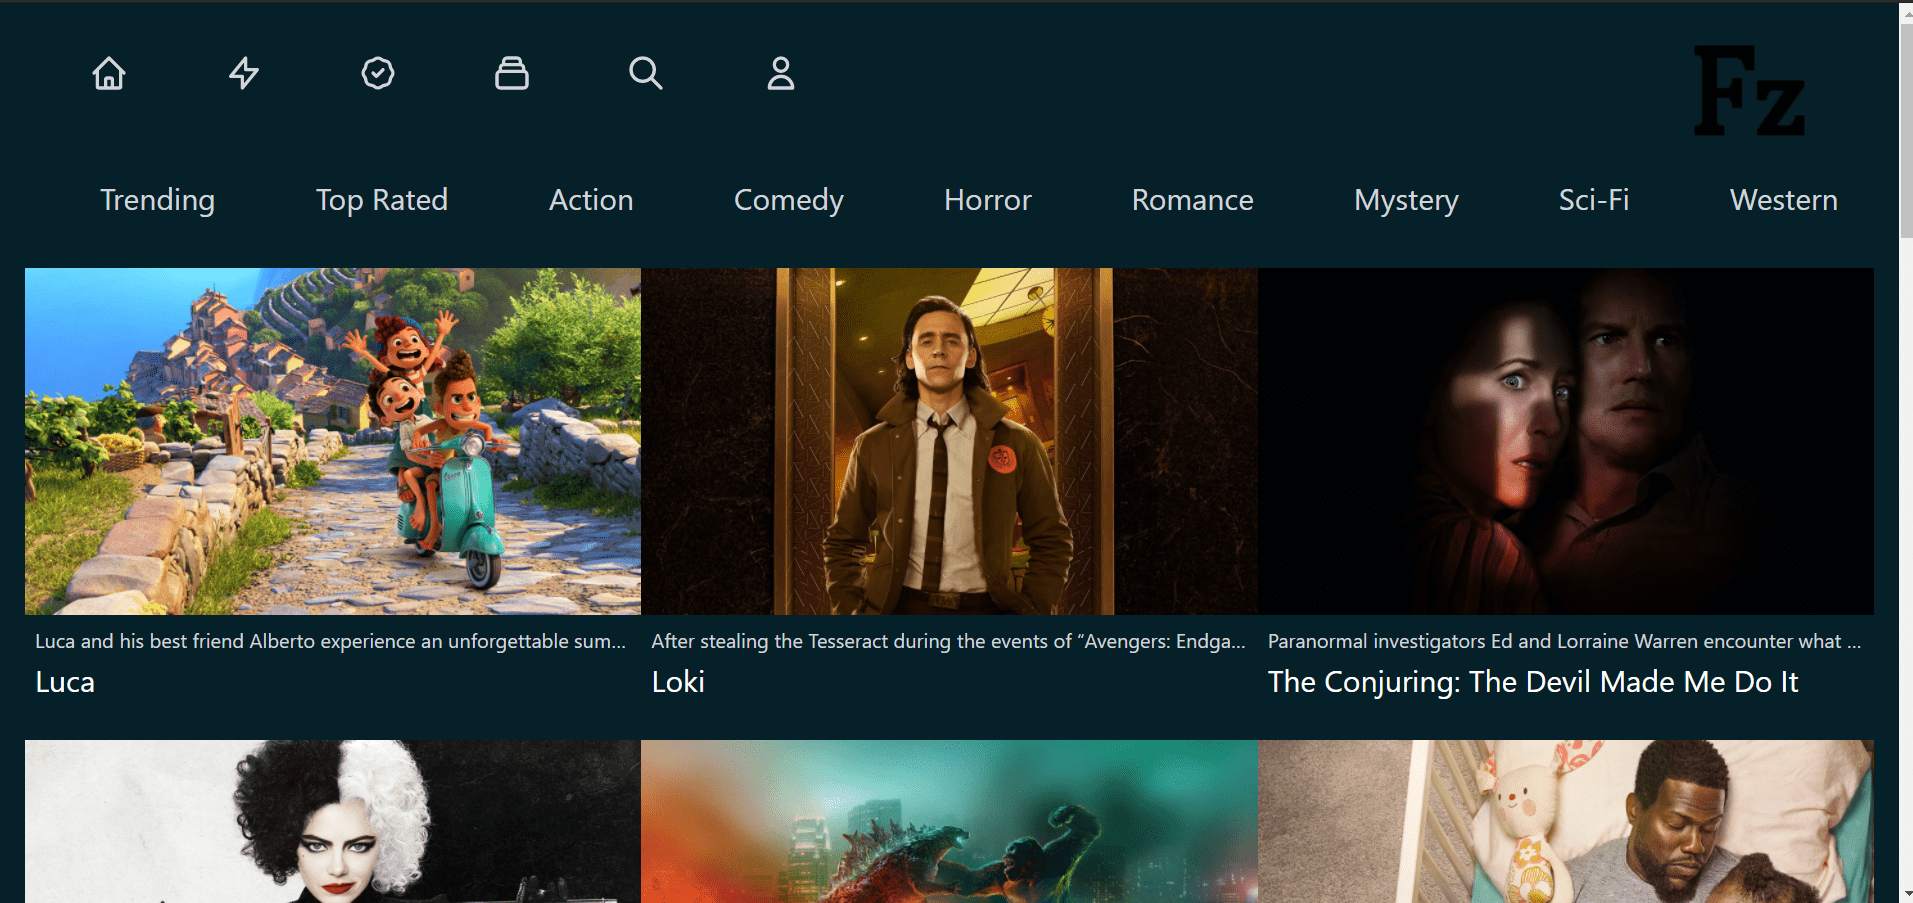 Fz
Trending Top Rated Action Comedy Horror Romance Mystery Sci-Fi Western
Luca and his best friend Alberto experience an unforgettable sum...
Luca
After stealing the Tesseract during the events of “Avengers: Endga...
Loki
Paranormal investigators Ed and Lorraine Warren encounter what ...
The Conjuring: The Devil Made Me Do It